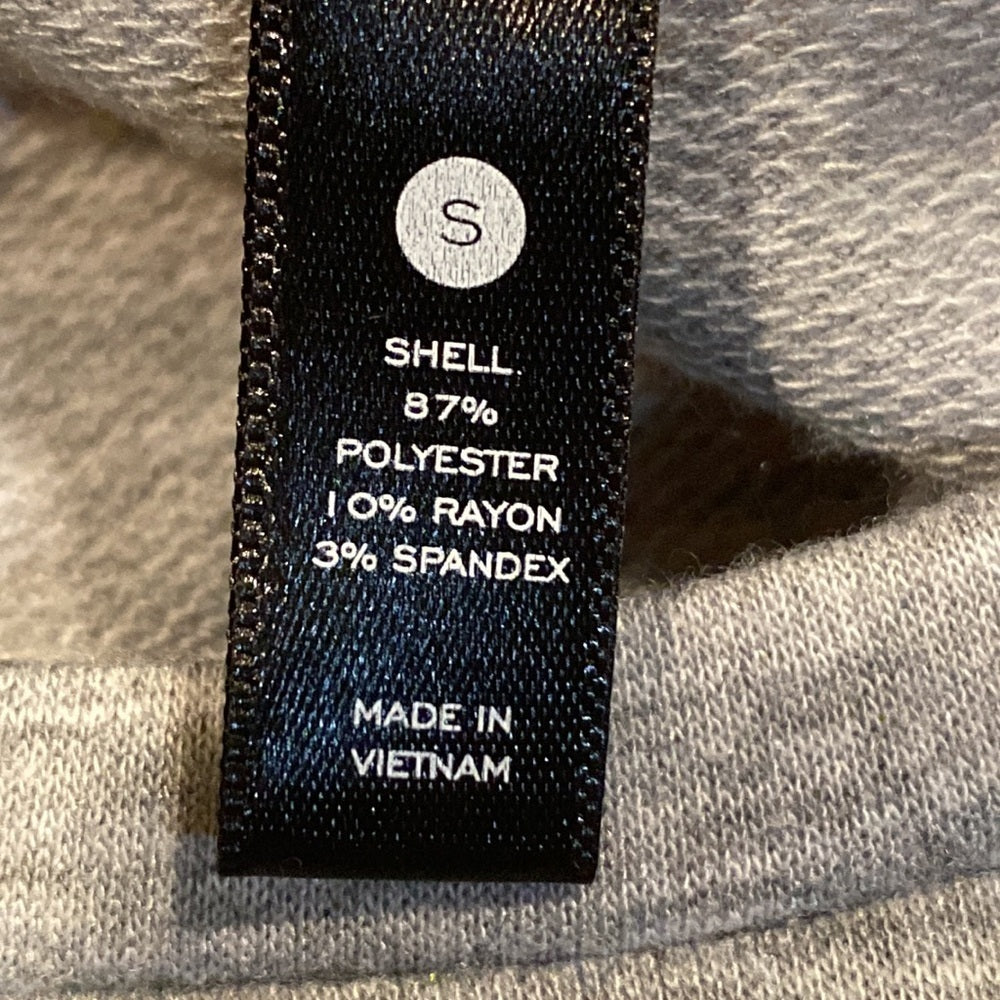 S
SHELL
87%
POLYESTER
10% RAYON
3% SPANDEX
MADE IN
VIETNAM